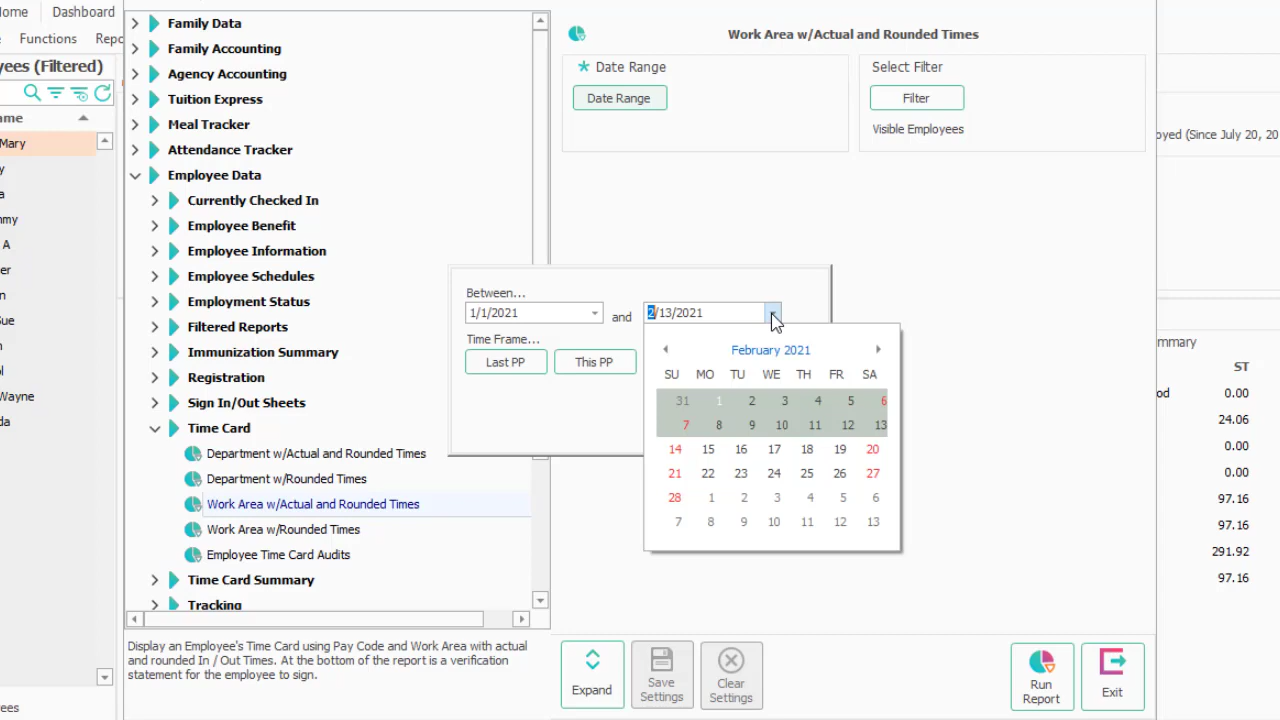 ome Dashboard
Functions Repo
ees (Filtered)
ame
Mary
y
a
mmy
A
er
n
Sue
n
ol
Wayne
da
ees
Family Data
Family Accounting
Agency Accounting
Tuition Express
Meal Tracker
Attendance Tracker
Employee Data
Currently Checked In
Employee Benefit
Employee Information
Employee Schedules
Employment Status
Filtered Reports
Immunization Summary
Registration
Sign In/Out Sheets
Time Card
Department w/Actual and Rounded Times
Department w/Rounded Times
Work Area w/Actual and Rounded Times
Work Area w/Rounded Times
Employee Time Card Audits
Time Card Summary
Tracking
Display an Employee's Time Card using Pay Code and Work Area with actual
and rounded In / Out Times. At the bottom of the report is a verification
statement for the employee to sign.
Work Area w/Actual and Rounded Times
* Date Range
Date Range
Select Filter
Filter
Visible Employees
Between...
1/1/2021 and 2/13/2021
Time Frame...
Last PP This PP
February 2021
SU MO TU WE TH FR SA
31 1 2 3 4 5 6
7 8 9 10 11 12 13
14 15 16 17 18 19 20
21 22 23 24 25 26 27
28 1 2 3 4 5 6
7 8 9 10 11 12 13
Expand
Save
Settings
Clear
Settings
Run
Report
Exit
oyed (Since July 20, 20
mmary
ST
od 0.00
24.06
0.00
0.00
97.16
97.16
291.92
97.16